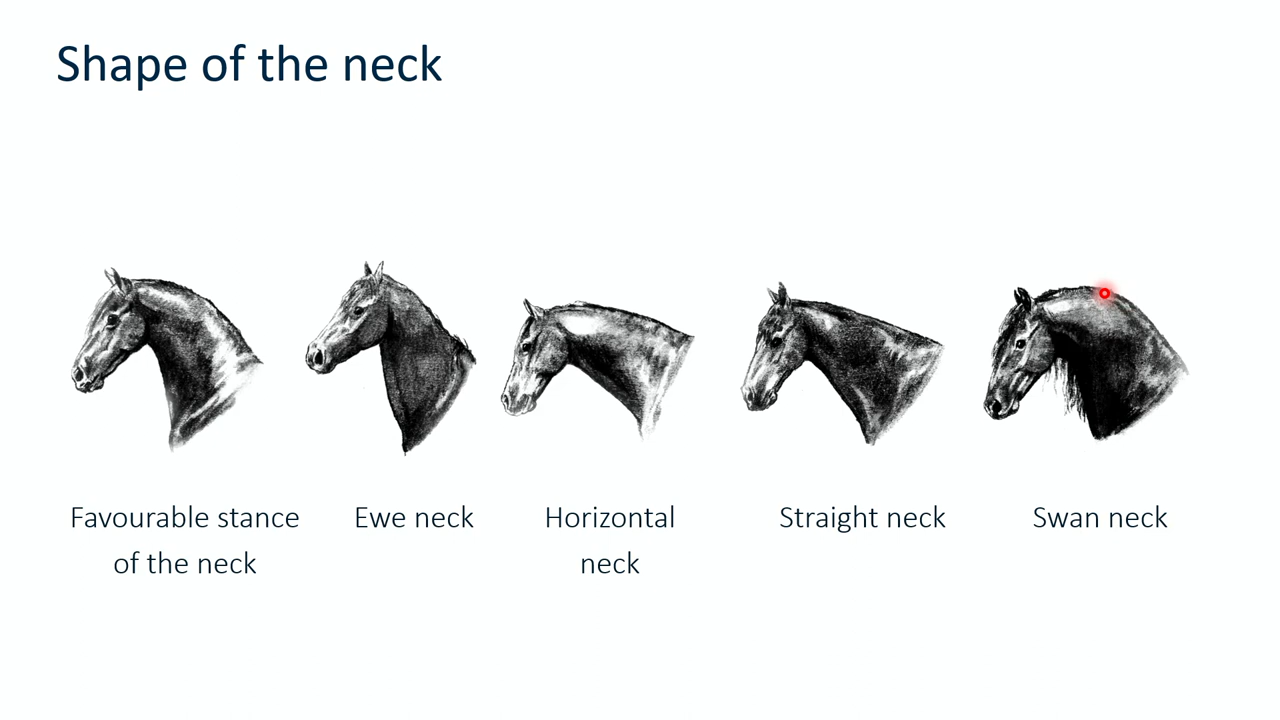 Shape of the neck
Favourable stance
of the neck
Ewe neck
Horizontal
neck
Straight neck
Swan neck